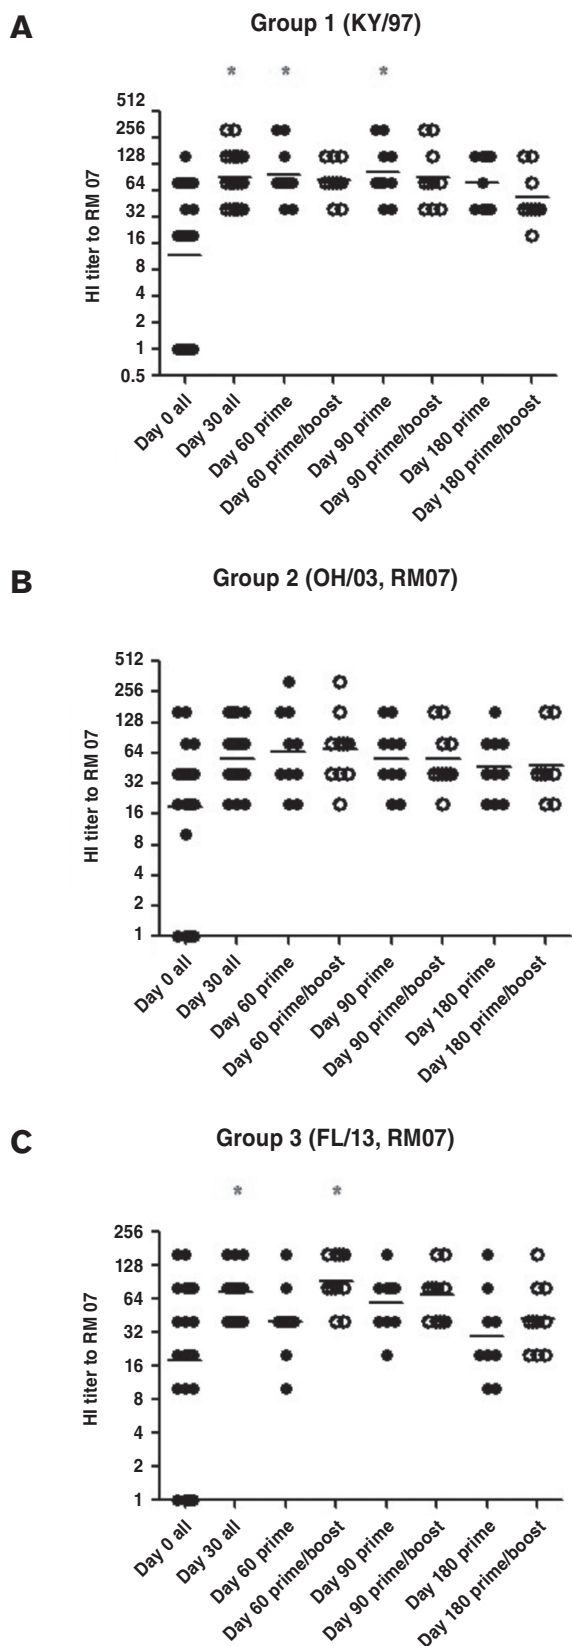 A
Group 1 (KY/97)
* * *
HI titer to RM 07
512
256
128
64
32
16
8
4
2
1
0.5
Day 0 all
Day 30 all
Day 60 prime
Day 60 prime/boost
Day 90 prime
Day 90 prime/boost
Day 180 prime
Day 180 prime/boost
B
Group 2 (OH/03, RM07)
HI titer to RM 07
512
256
128
64
32
16
8
4
2
1
Day 0 all
Day 30 all
Day 60 prime
Day 60 prime/boost
Day 90 prime
Day 90 prime/boost
Day 180 prime
Day 180 prime/boost
C
Group 3 (FL/13, RM07)
* *
HI titer to RM 07
256
128
64
32
16
8
4
2
1
Day 0 all
Day 30 all
Day 60 prime
Day 60 prime/boost
Day 90 prime
Day 90 prime/boost
Day 180 prime
Day 180 prime/boost